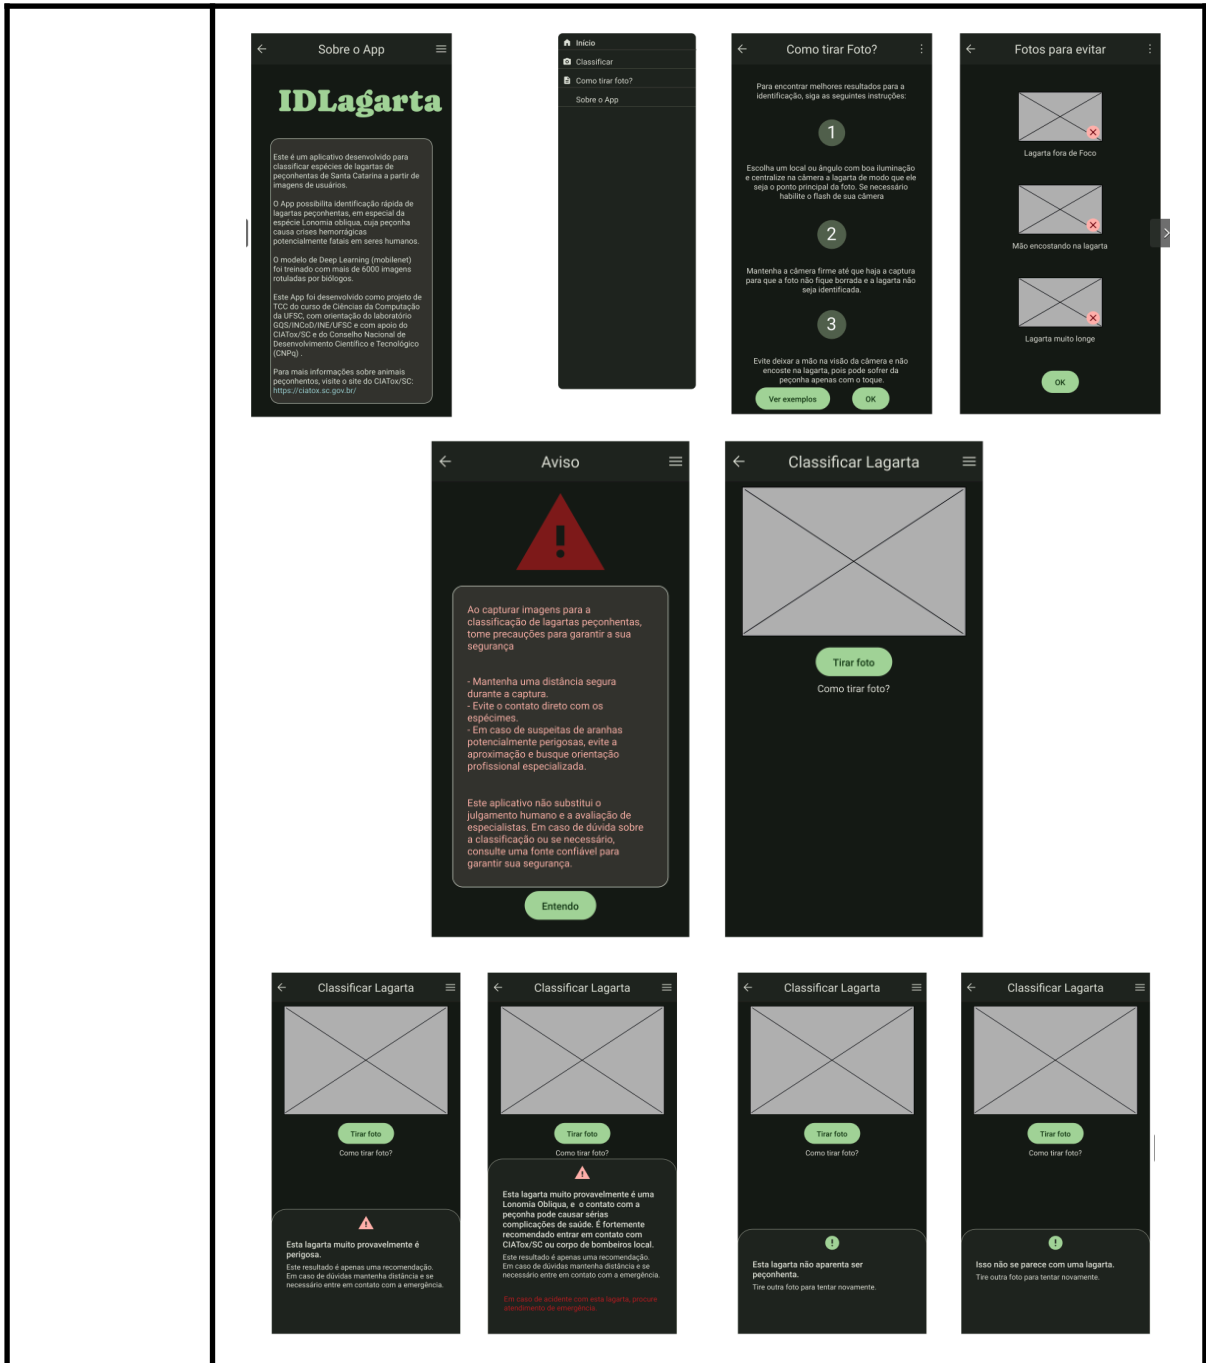 Sobre o App
IDLagarta
Este é um aplicativo desenvolvido para
classificar espécies de lagartas de
peçonhentas de Santa Catarina a partir de
imagens de usuários.
O App possibilita identificação rápida de
lagartas peçonhentas, em especial da
espécie Lonomia obliqua, cuja peçonha
causa crises hemorrágicas
potencialmente fatais em seres humanos.
O modelo de Deep Learning (mobilenet)
foi treinado com mais de 6000 imagens
rotuladas por biólogos.
Este App foi desenvolvido como projeto de
TCC do curso de Ciências da Computação
da UFSC, com orientação do laboratório
GQS/INCoD/INE/UFSC e com apoio do
CIATox/SC e do Conselho Nacional de
Desenvolvimento Científico e Tecnológico
(CNPq) .
Para mais informações sobre animais
peçonhentos, visite o site do CIATox/SC:
https://ciatox.sc.gov.br/
Início
Classificar
Como tirar foto?
Sobre o App
Como tirar Foto?
Para encontrar melhores resultados para a
identificação, siga as seguintes instruções:
1
Escolha um local ou ângulo com boa iluminação
e centralize na câmera a lagarta de modo que ele
seja o ponto principal da foto. Se necessário
habilite o flash de sua câmera
2
Mantenha a câmera firme até que haja a captura
para que a foto não fique borrada e a lagarta não
seja identificada.
3
Evite deixar a mão na visão da câmera e não
encoste na lagarta, pois pode sofrer da
peçonha apenas com o toque.
Ver exemplos
OK
Fotos para evitar
Lagarta fora de Foco
Mão encostando na lagarta
Lagarta muito longe
OK
Aviso
Ao capturar imagens para a
classificação de lagartas peçonhentas,
tome precauções para garantir a sua
segurança
- Mantenha uma distância segura
durante a captura.
- Evite o contato direto com os
espécimes.
- Em caso de suspeitas de aranhas
potencialmente perigosas, evite a
aproximação e busque orientação
profissional especializada.
Este aplicativo não substitui o
julgamento humano e a avaliação de
especialistas. Em caso de dúvida sobre
a classificação ou se necessário,
consulte uma fonte confiável para
garantir sua segurança.
Entendo
Classificar Lagarta
Tirar foto
Como tirar foto?
Classificar Lagarta
Tirar foto
Como tirar foto?
Esta lagarta muito provavelmente é
perigosa.
Este resultado é apenas uma recomendação.
Em caso de dúvidas mantenha distância e se
necessário entre em contato com a emergência.
Classificar Lagarta
Tirar foto
Como tirar foto?
Esta lagarta muito provavelmente é uma
Lonomia Obliqua, e o contato com a
peçonha pode causar sérias
complicações de saúde. É fortemente
recomendado entrar em contato com
CIATox/SC ou corpo de bombeiros local.
Este resultado é apenas uma recomendação.
Em caso de dúvidas mantenha distância e se
necessário entre em contato com a emergência.
Em caso de acidente com esta lagarta, procure
atendimento de emergência.
Classificar Lagarta
Tirar foto
Como tirar foto?
Esta lagarta não aparenta ser
peçonhenta.
Tire outra foto para tentar novamente.
Classificar Lagarta
Tirar foto
Como tirar foto?
Isso não se parece com uma lagarta.
Tire outra foto para tentar novamente.